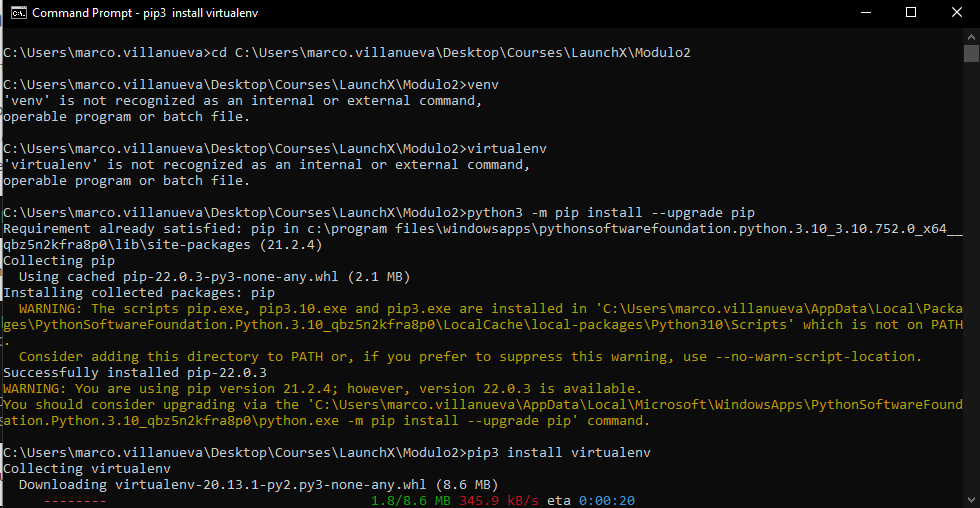 Command Prompt - pip3  install virtualenv
C:\Users\marco.villanueva>cd C:\Users\marco.villanueva\Desktop\Courses\LaunchX\Modulo2
C:\Users\marco.villanueva\Desktop\Courses\LaunchX\Modulo2>venv
'venv' is not recognized as an internal or external command,
operable program or batch file.
C:\Users\marco.villanueva\Desktop\Courses\LaunchX\Modulo2>virtualenv
'virtualenv' is not recognized as an internal or external command,
operable program or batch file.
C:\Users\marco.villanueva\Desktop\Courses\LaunchX\Modulo2>python3 -m pip install --upgrade pip
Requirement already satisfied: pip in c:\program files\windowsapps\pythonsoftwarefoundation.python.3.10_3.10.752.0_x64__
qbz5n2kfra8p0\lib\site-packages (21.2.4)
Collecting pip
  Using cached pip-22.0.3-py3-none-any.whl (2.1 MB)
Installing collected packages: pip
  WARNING: The scripts pip.exe, pip3.10.exe and pip3.exe are installed in 'C:\Users\marco.villanueva\AppData\Local\Packa
ges\PythonSoftwareFoundation.Python.3.10_qbz5n2kfra8p0\LocalCache\local-packages\Python310\Scripts' which is not on PATH
.
  Consider adding this directory to PATH or, if you prefer to suppress this warning, use --no-warn-script-location.
Successfully installed pip-22.0.3
WARNING: You are using pip version 21.2.4; however, version 22.0.3 is available.
You should consider upgrading via the 'C:\Users\marco.villanueva\AppData\Local\Microsoft\WindowsApps\PythonSoftwareFound
ation.Python.3.10_qbz5n2kfra8p0\python.exe -m pip install --upgrade pip' command.
C:\Users\marco.villanueva\Desktop\Courses\LaunchX\Modulo2>pip3 install virtualenv
Collecting virtualenv
  Downloading virtualenv-20.13.1-py2.py3-none-any.whl (8.6 MB)
     -------- 1.8/8.6 MB 345.9 kB/s eta 0:00:20